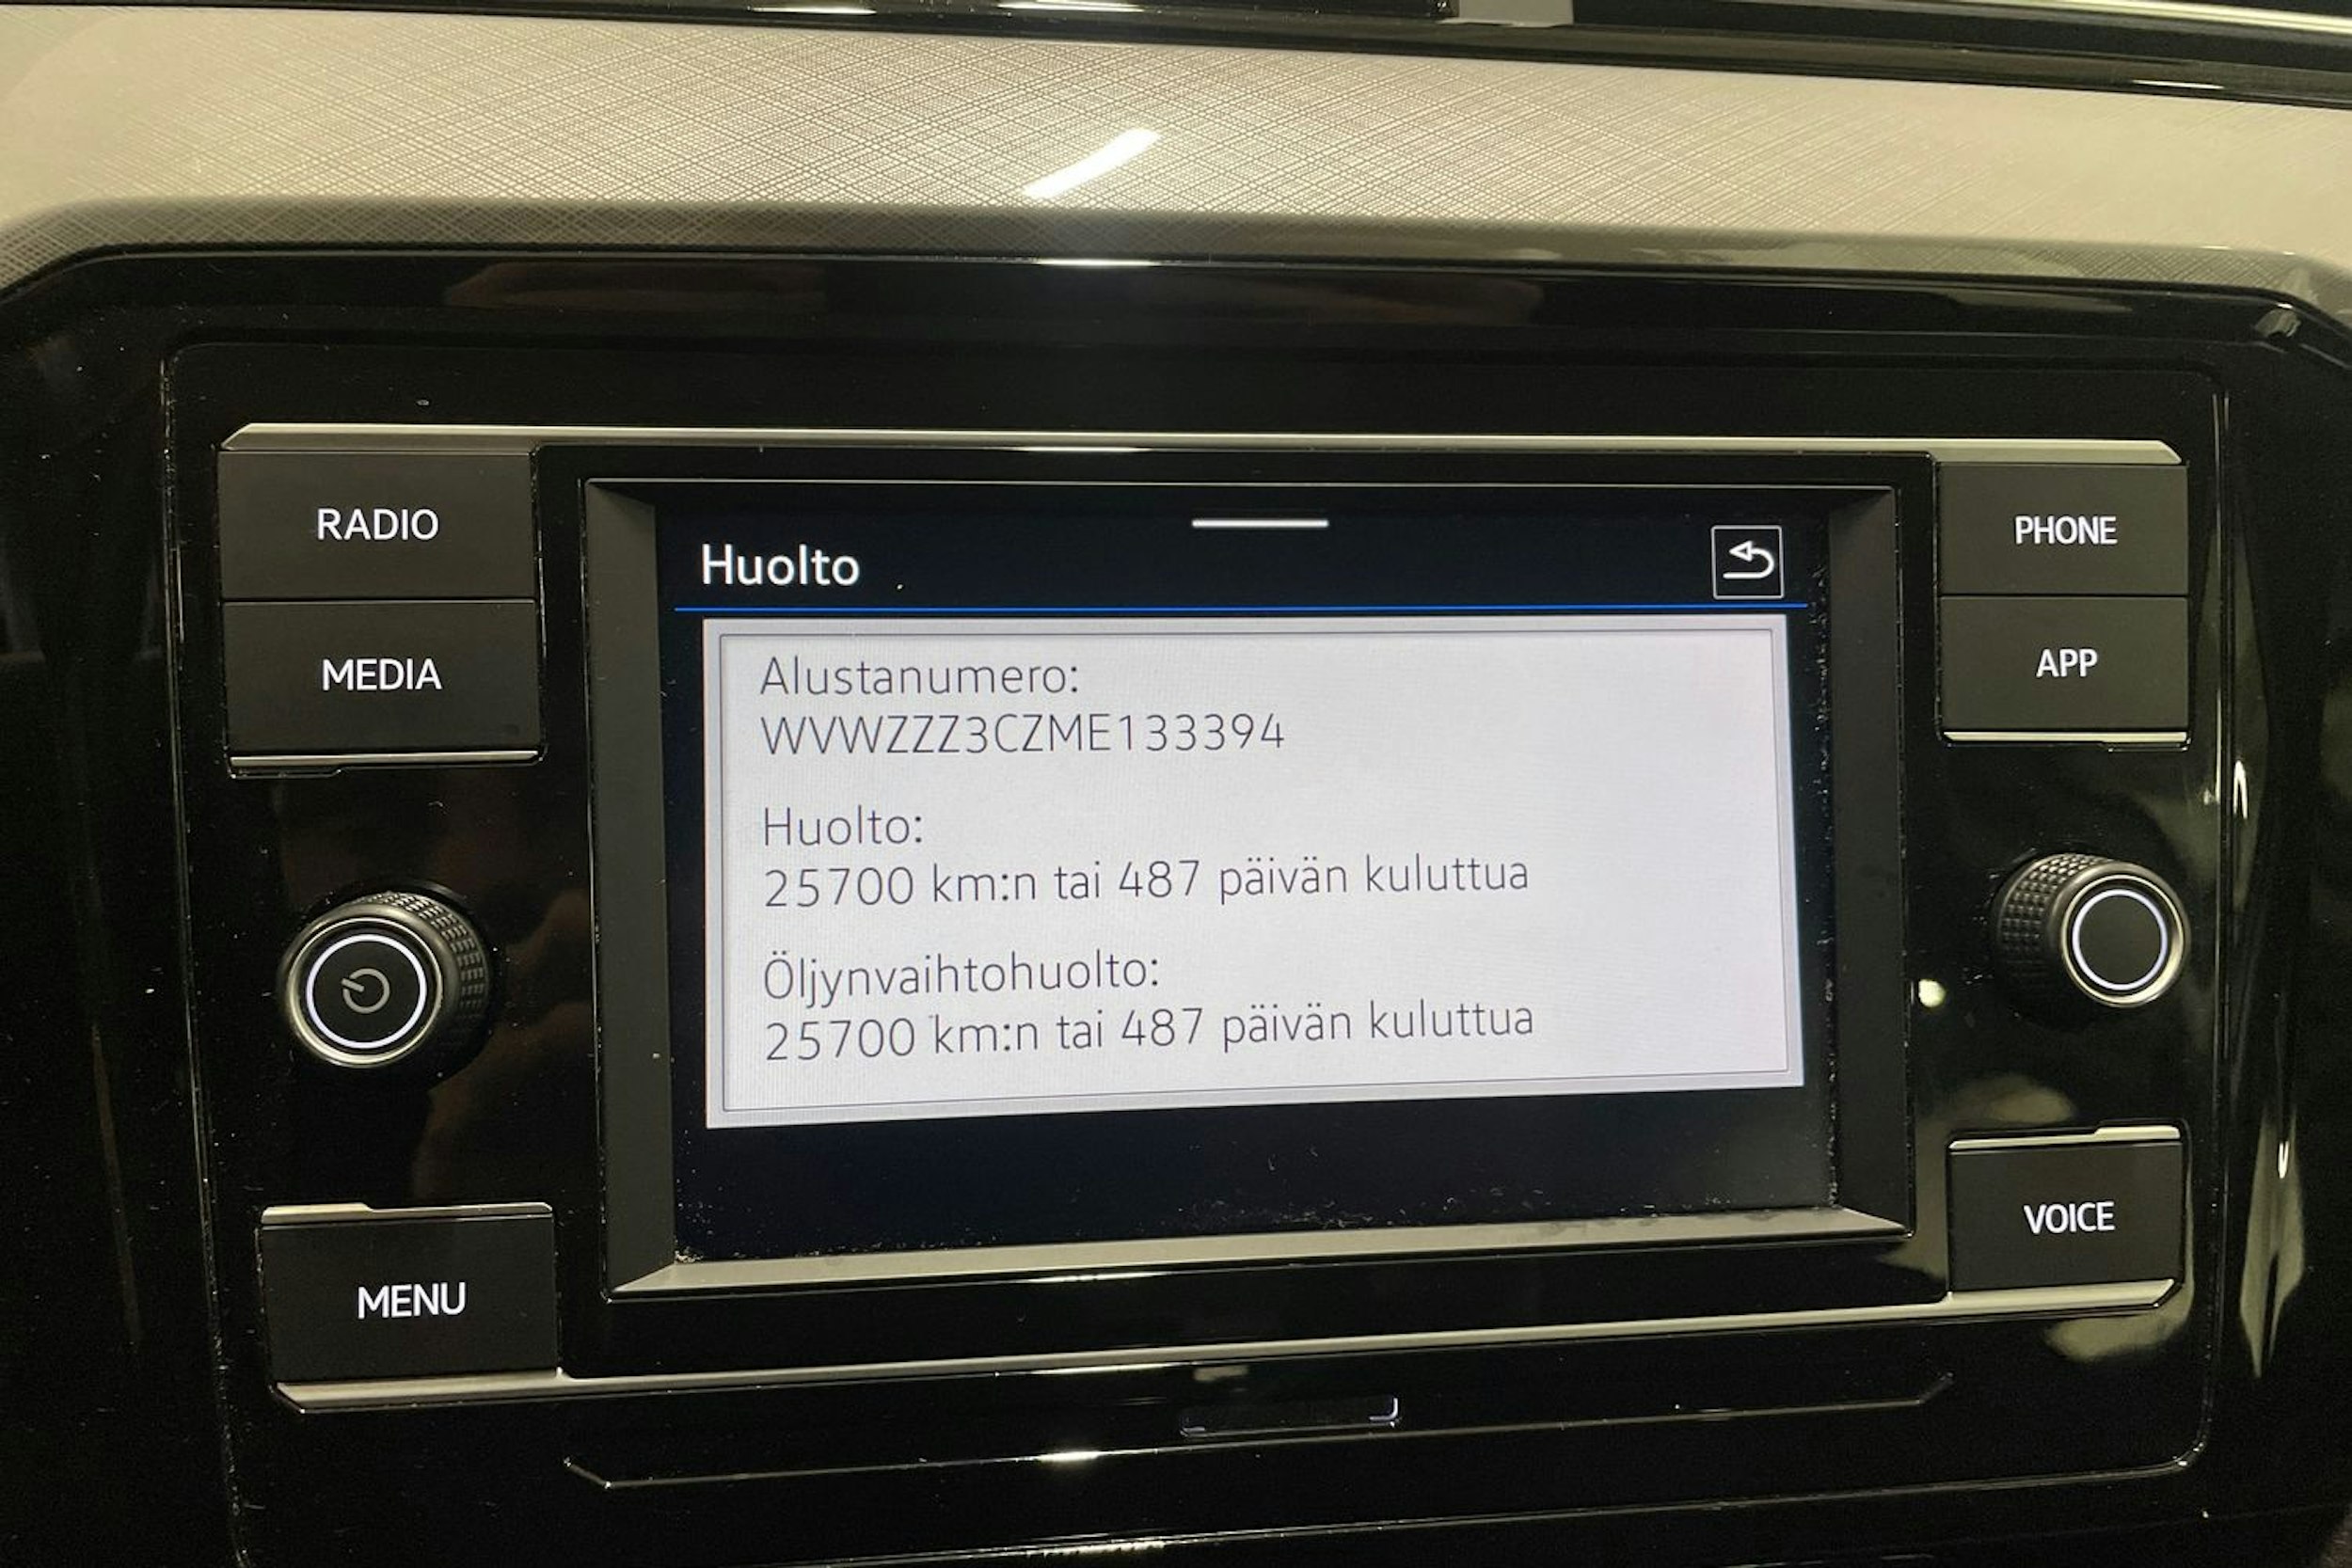 RADIO
MEDIA
MENU
Huolto
Alustanumero:
WVWZZZ3CZME133394
Huolto:
25700 km:n tai 487 päivän kuluttua
Öljynvaihtohuolto:
25700 km:n tai 487 päivän kuluttua
PHONE
APP
VOICE